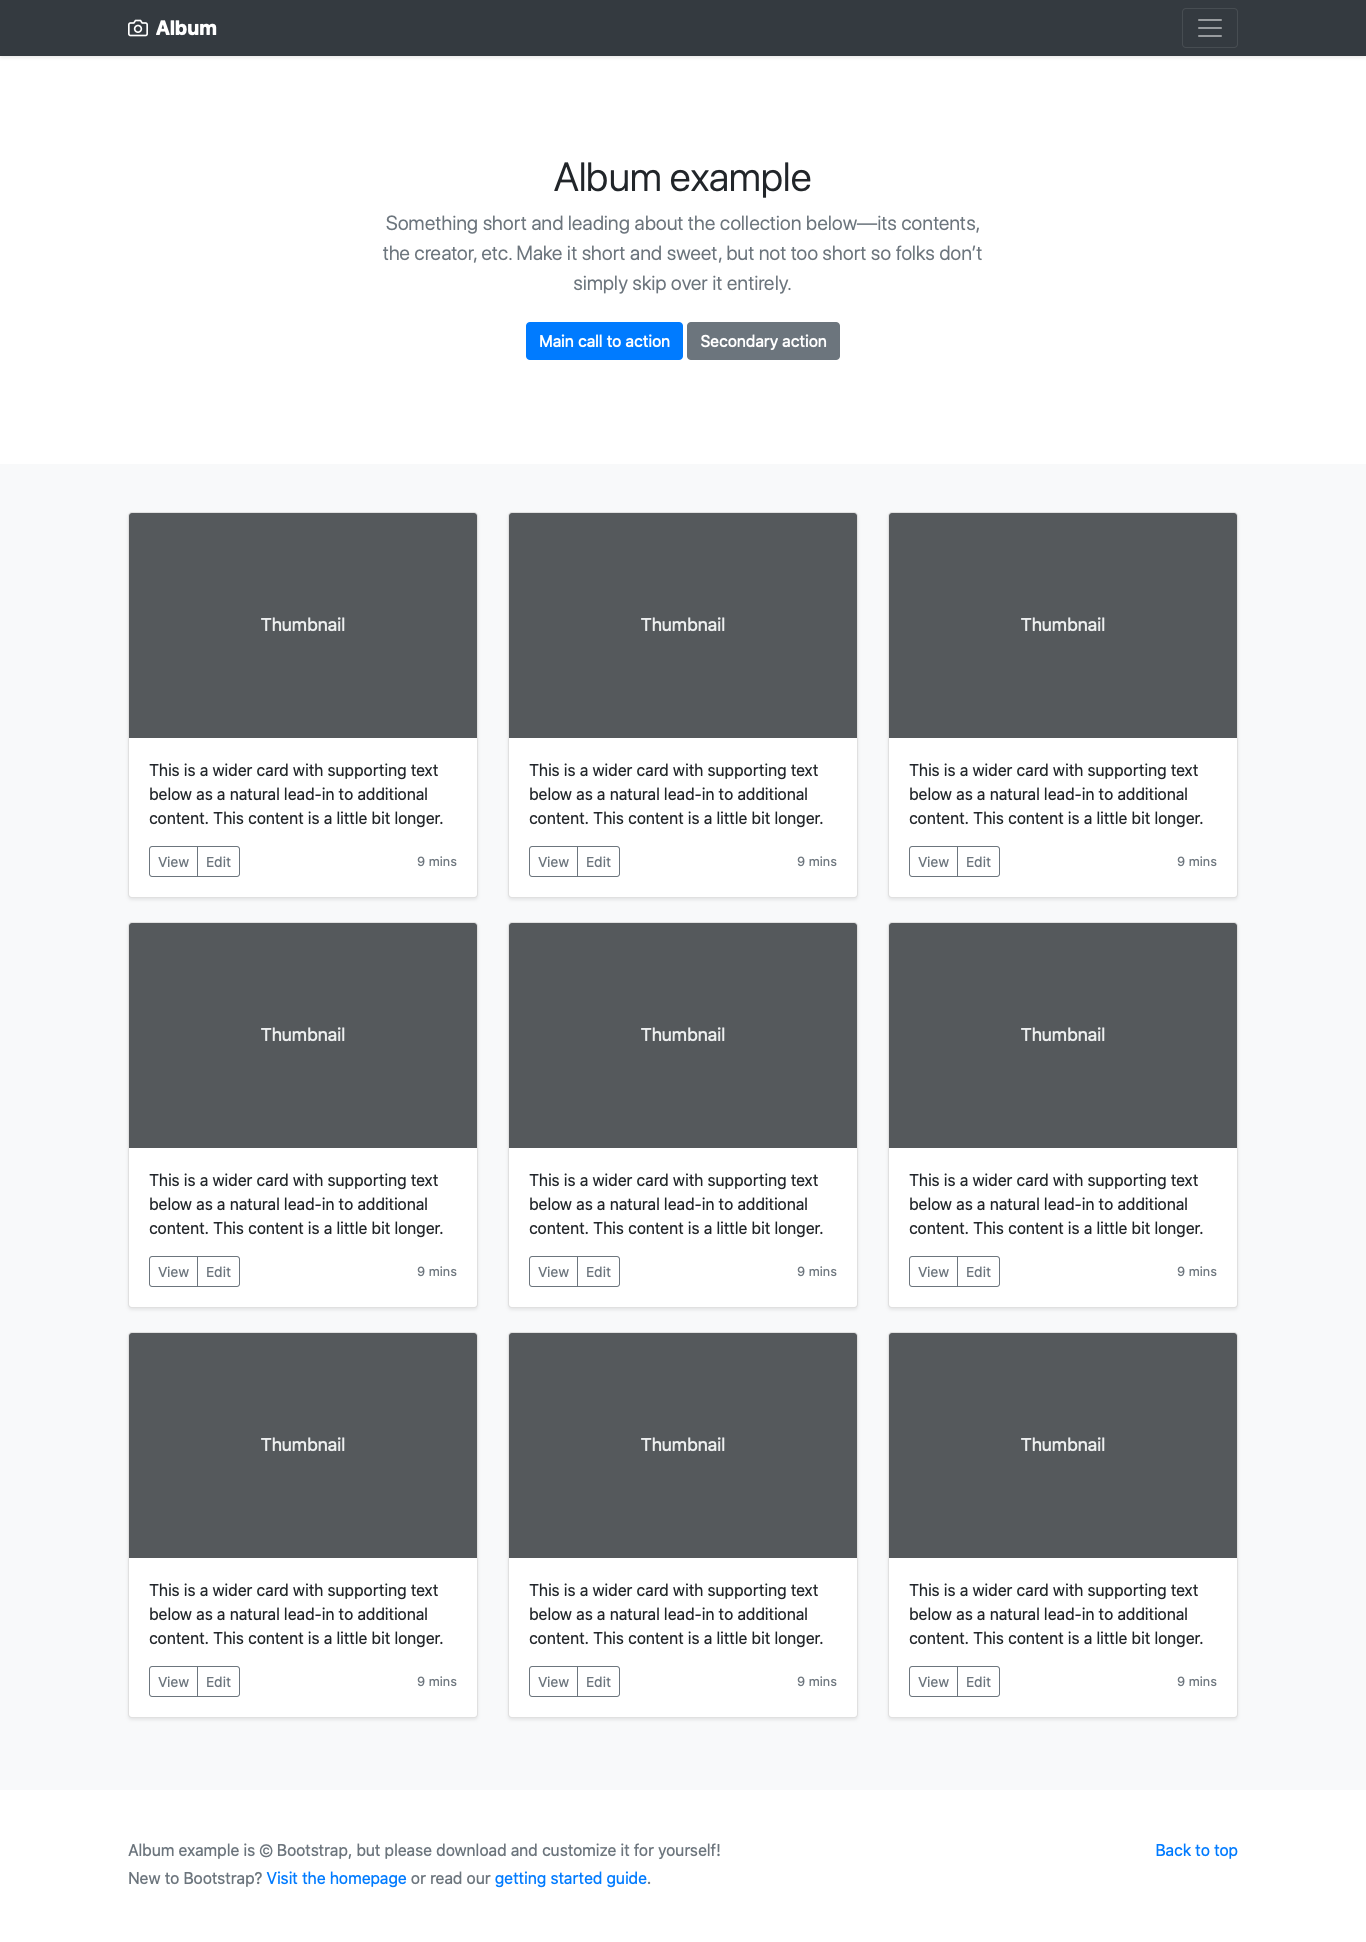 Album
Album example
Something short and leading about the collection below—its contents,
the creator, etc. Make it short and sweet, but not too short so folks don’t
simply skip over it entirely.
Main call to action
Secondary action
Thumbnail
This is a wider card with supporting text
below as a natural lead-in to additional
content. This content is a little bit longer.
View
Edit
9 mins
Thumbnail
This is a wider card with supporting text
below as a natural lead-in to additional
content. This content is a little bit longer.
View
Edit
9 mins
Thumbnail
This is a wider card with supporting text
below as a natural lead-in to additional
content. This content is a little bit longer.
View
Edit
9 mins
Thumbnail
This is a wider card with supporting text
below as a natural lead-in to additional
content. This content is a little bit longer.
View
Edit
9 mins
Thumbnail
This is a wider card with supporting text
below as a natural lead-in to additional
content. This content is a little bit longer.
View
Edit
9 mins
Thumbnail
This is a wider card with supporting text
below as a natural lead-in to additional
content. This content is a little bit longer.
View
Edit
9 mins
Thumbnail
This is a wider card with supporting text
below as a natural lead-in to additional
content. This content is a little bit longer.
View
Edit
9 mins
Thumbnail
This is a wider card with supporting text
below as a natural lead-in to additional
content. This content is a little bit longer.
View
Edit
9 mins
Thumbnail
This is a wider card with supporting text
below as a natural lead-in to additional
content. This content is a little bit longer.
View
Edit
9 mins
Album example is © Bootstrap, but please download and customize it for yourself!
Back to top
New to Bootstrap? Visit the homepage or read our getting started guide.